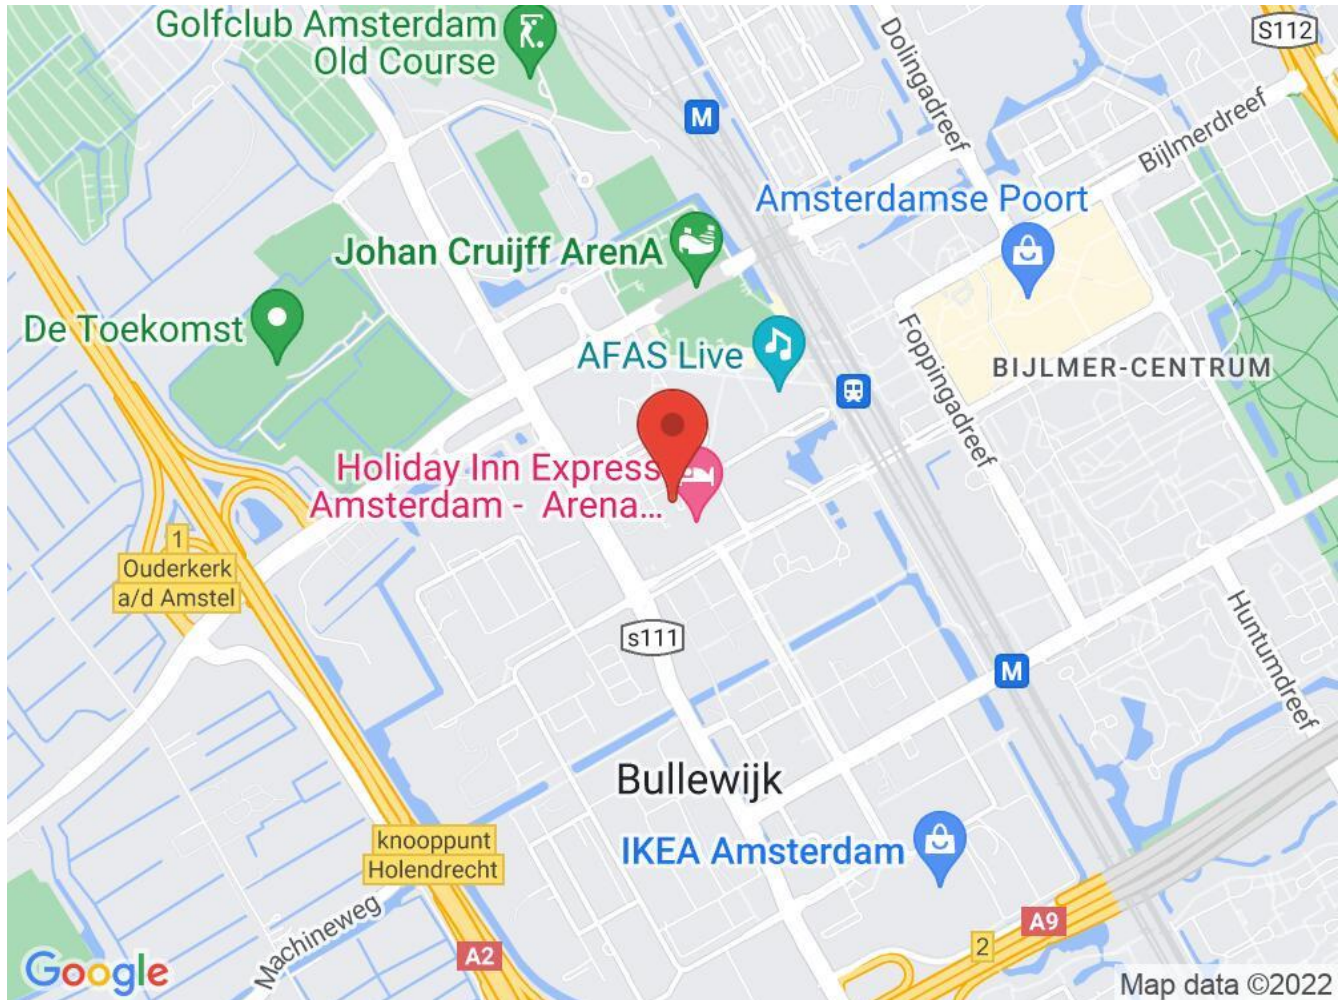 Golfclub Amsterdam
Old Course
S112
Dolingadreef
Bijlmerdreef
M
Amsterdamse Poort
Johan Cruijff ArenA
De Toekomst
AFAS Live
Foppingadreef
BIJLMER-CENTRUM
Holiday Inn Express
Amsterdam - Arena...
1
Ouderkerk
a/d Amstel
s111
M
Huntumdreef
Bullewijk
IKEA Amsterdam
knooppunt
Holendrecht
Machineweg
A2
A9
2
Google
Map data ©2022